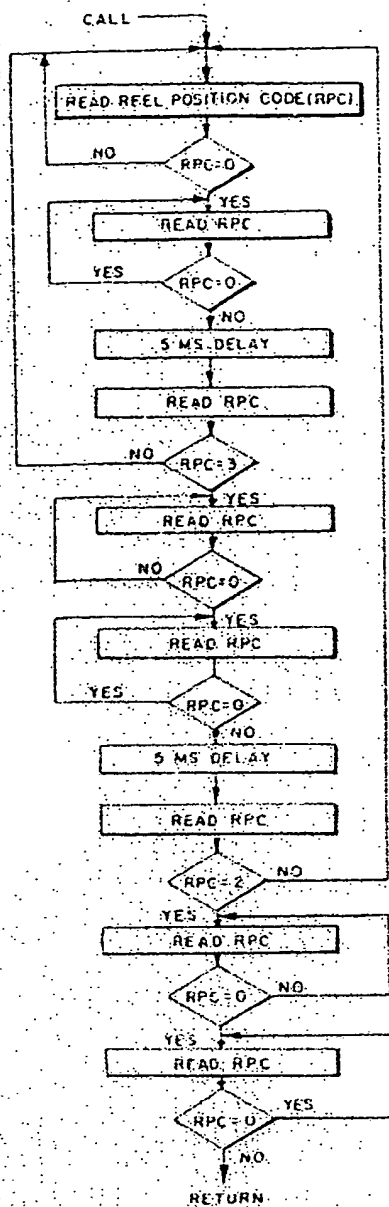 CALL
READ REEL POSITION CODE(RPC)
NO
RPC=0
YES
READ RPC
YES
RPC=0
NO
5 MS DELAY
READ RPC
NO
RPC=3
YES
READ RPC
NO
RPC=0
YES
READ RPC
YES
RPC=0
NO
5 MS DELAY
READ RPC
RPC=2
NO
YES
READ RPC
RPC=0
NO
YES
READ RPC
RPC=0
YES
NO
RETURN